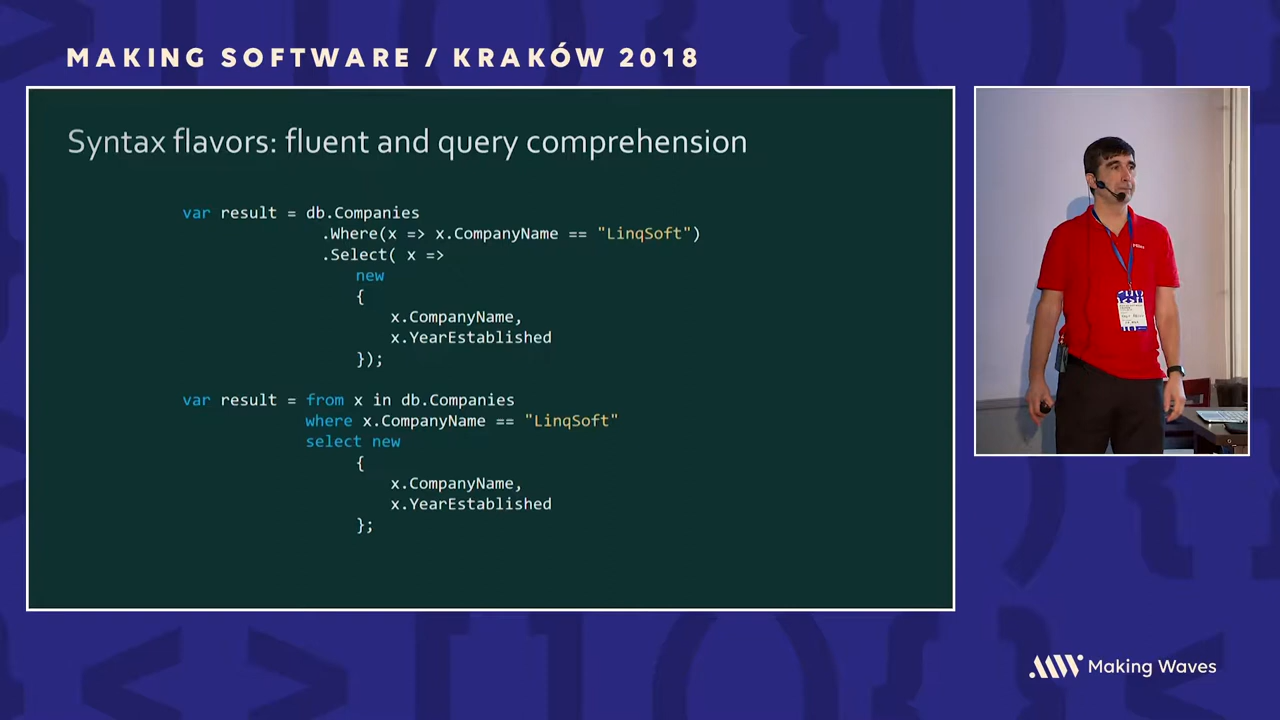 MAKING SOFTWARE / KRAKÓW 2018
Syntax flavors: fluent and query comprehension
var result = db.Companies
.Where(x => x.CompanyName == "LinqSoft")
.Select( x =>
new
{
x.CompanyName,
x.YearEstablished
});
var result = from x in db.Companies
where x.CompanyName == "LinqSoft"
select new
{
x.CompanyName,
x.YearEstablished
};
Making Waves